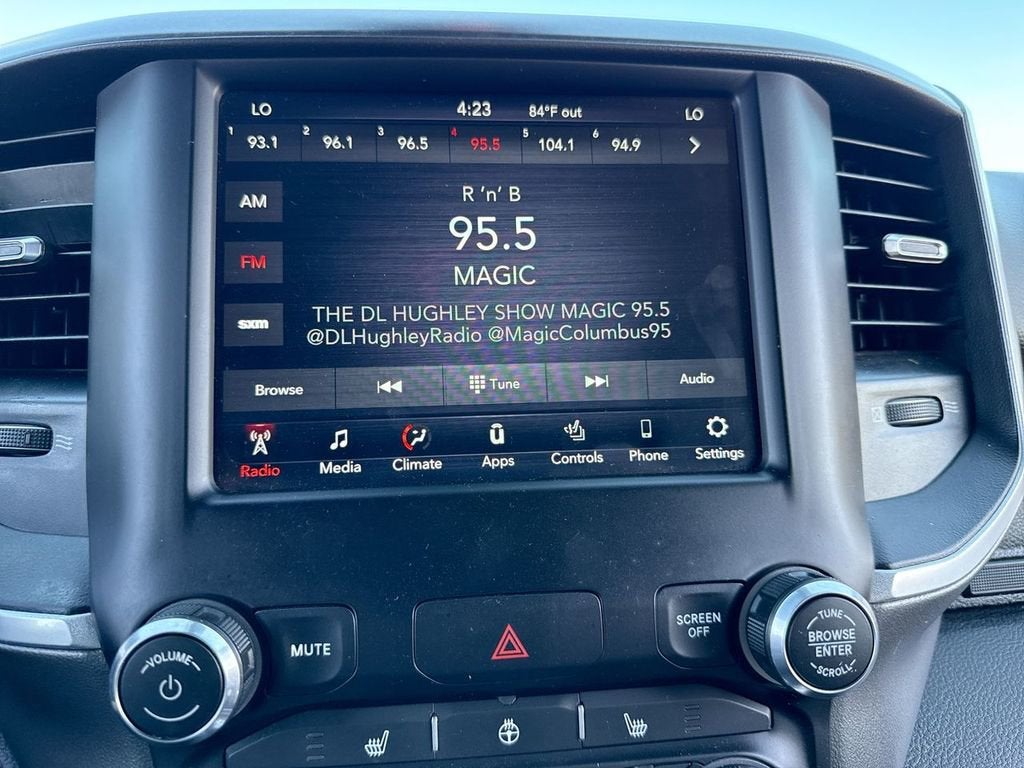 LO 4:23 84°F out LO
1 93.1 2 96.1 3 96.5 4 95.5 5 104.1 6 94.9
AM
R 'n' B
95.5
FM
MAGIC
sxm
THE DL HUGHLEY SHOW MAGIC 95.5
@DLHughleyRadio @MagicColumbus95
Browse Tune Audio
Radio Media Climate Apps Controls Phone Settings
VOLUME
MUTE
SCREEN
OFF
TUNE
BROWSE
ENTER
SCROLL